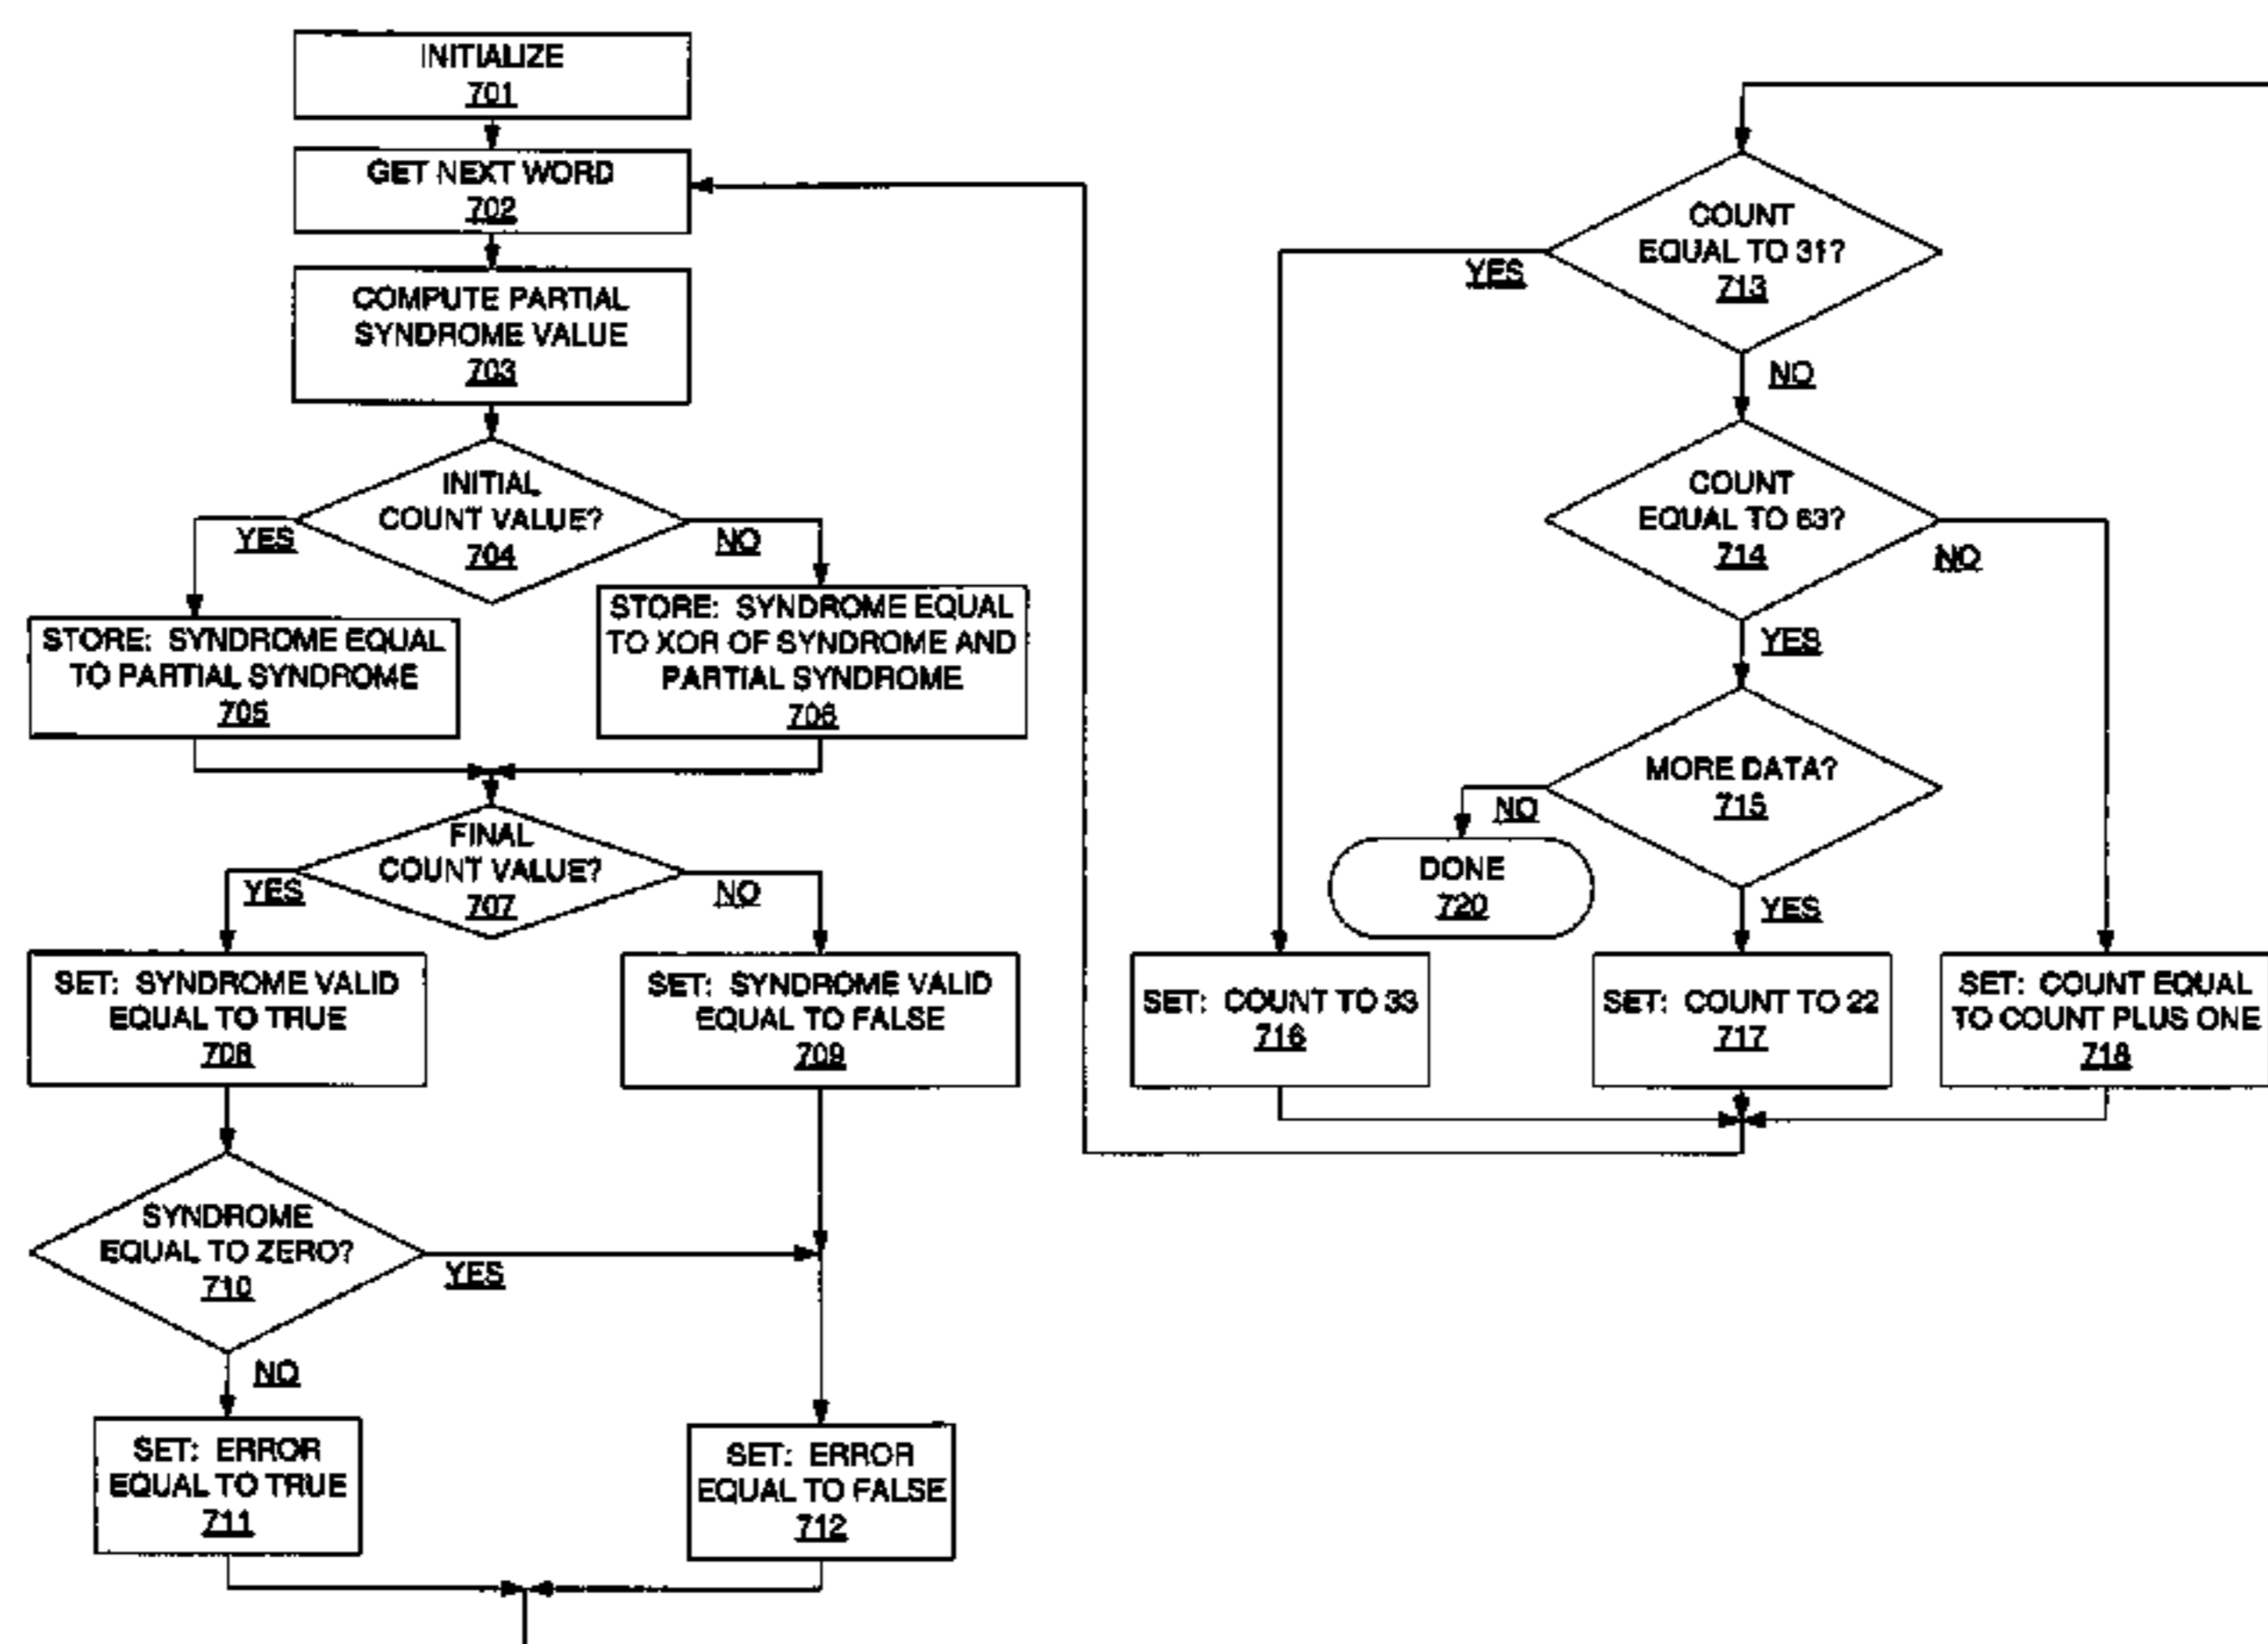 INITIALIZE
701
GET NEXT WORD
702
COMPUTE PARTIAL
SYNDROME VALUE
703
INITIAL
COUNT VALUE?
704
YES
NO
STORE: SYNDROME EQUAL
TO PARTIAL SYNDROME
705
STORE: SYNDROME EQUAL
TO XOR OF SYNDROME AND
PARTIAL SYNDROME
706
FINAL
COUNT VALUE?
707
YES
NO
SET: SYNDROME VALID
EQUAL TO TRUE
708
SET: SYNDROME VALID
EQUAL TO FALSE
709
SYNDROME
EQUAL TO ZERO?
710
YES
NO
SET: ERROR
EQUAL TO TRUE
711
SET: ERROR
EQUAL TO FALSE
712
COUNT
EQUAL TO 31?
713
YES
NO
COUNT
EQUAL TO 63?
714
NO
YES
MORE DATA?
715
NO
YES
DONE
720
SET: COUNT TO 33
716
SET: COUNT TO 22
717
SET: COUNT EQUAL
TO COUNT PLUS ONE
718